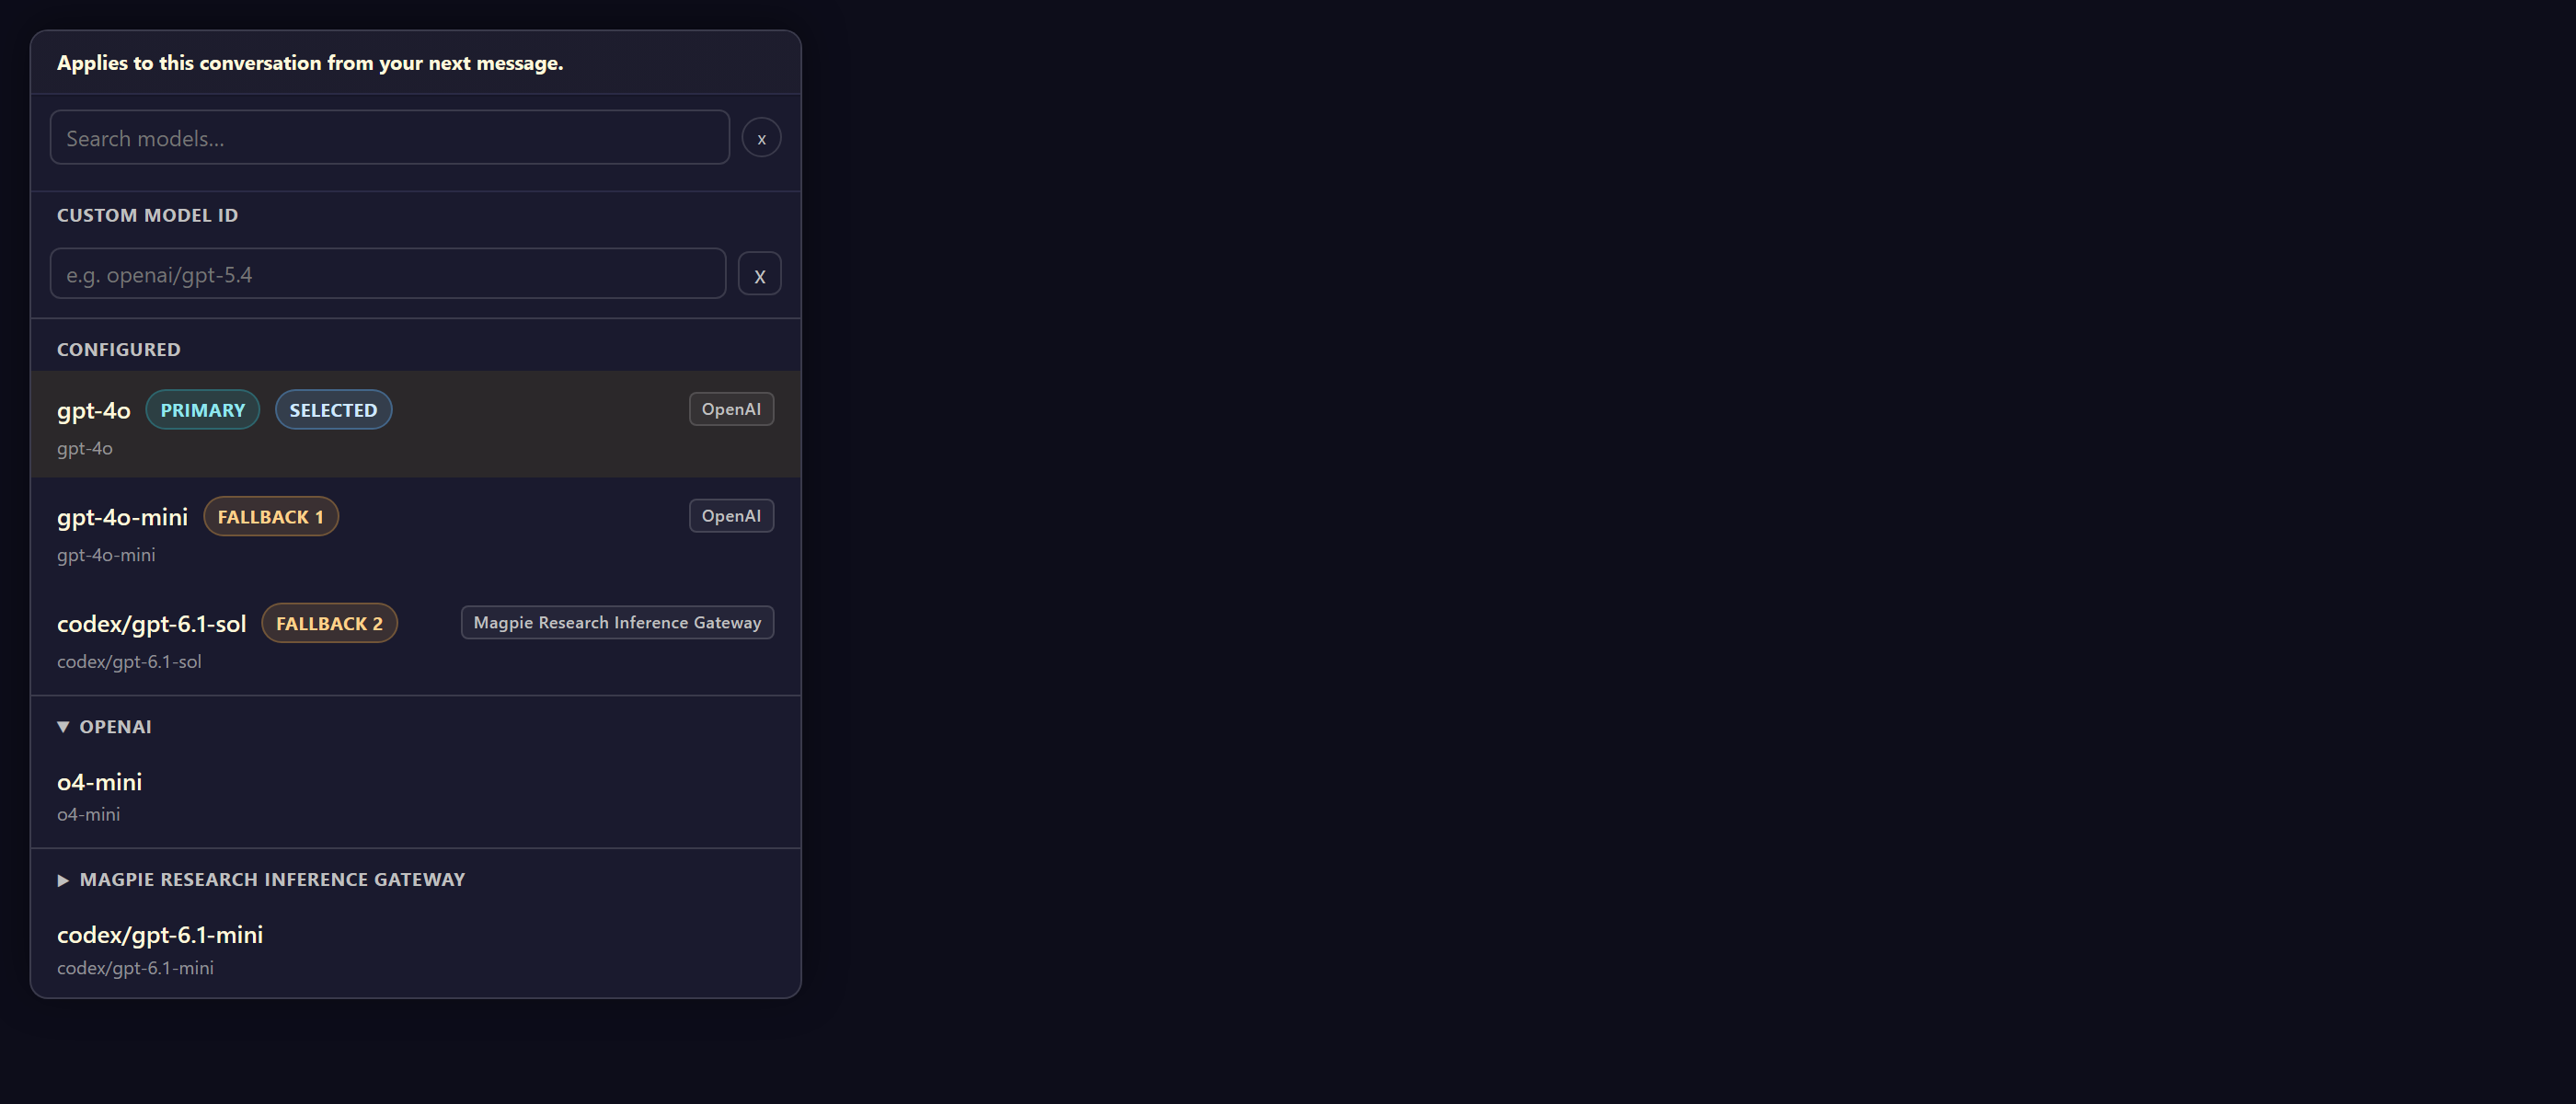 Applies to this conversation from your next message.
Search models...
x
CUSTOM MODEL ID
e.g. openai/gpt-5.4
x
CONFIGURED
gpt-4o PRIMARY SELECTED OpenAI
gpt-4o
gpt-4o-mini FALLBACK 1 OpenAI
gpt-4o-mini
codex/gpt-6.1-sol FALLBACK 2 Magpie Research Inference Gateway
codex/gpt-6.1-sol
▼ OPENAI
o4-mini
o4-mini
▶ MAGPIE RESEARCH INFERENCE GATEWAY
codex/gpt-6.1-mini
codex/gpt-6.1-mini